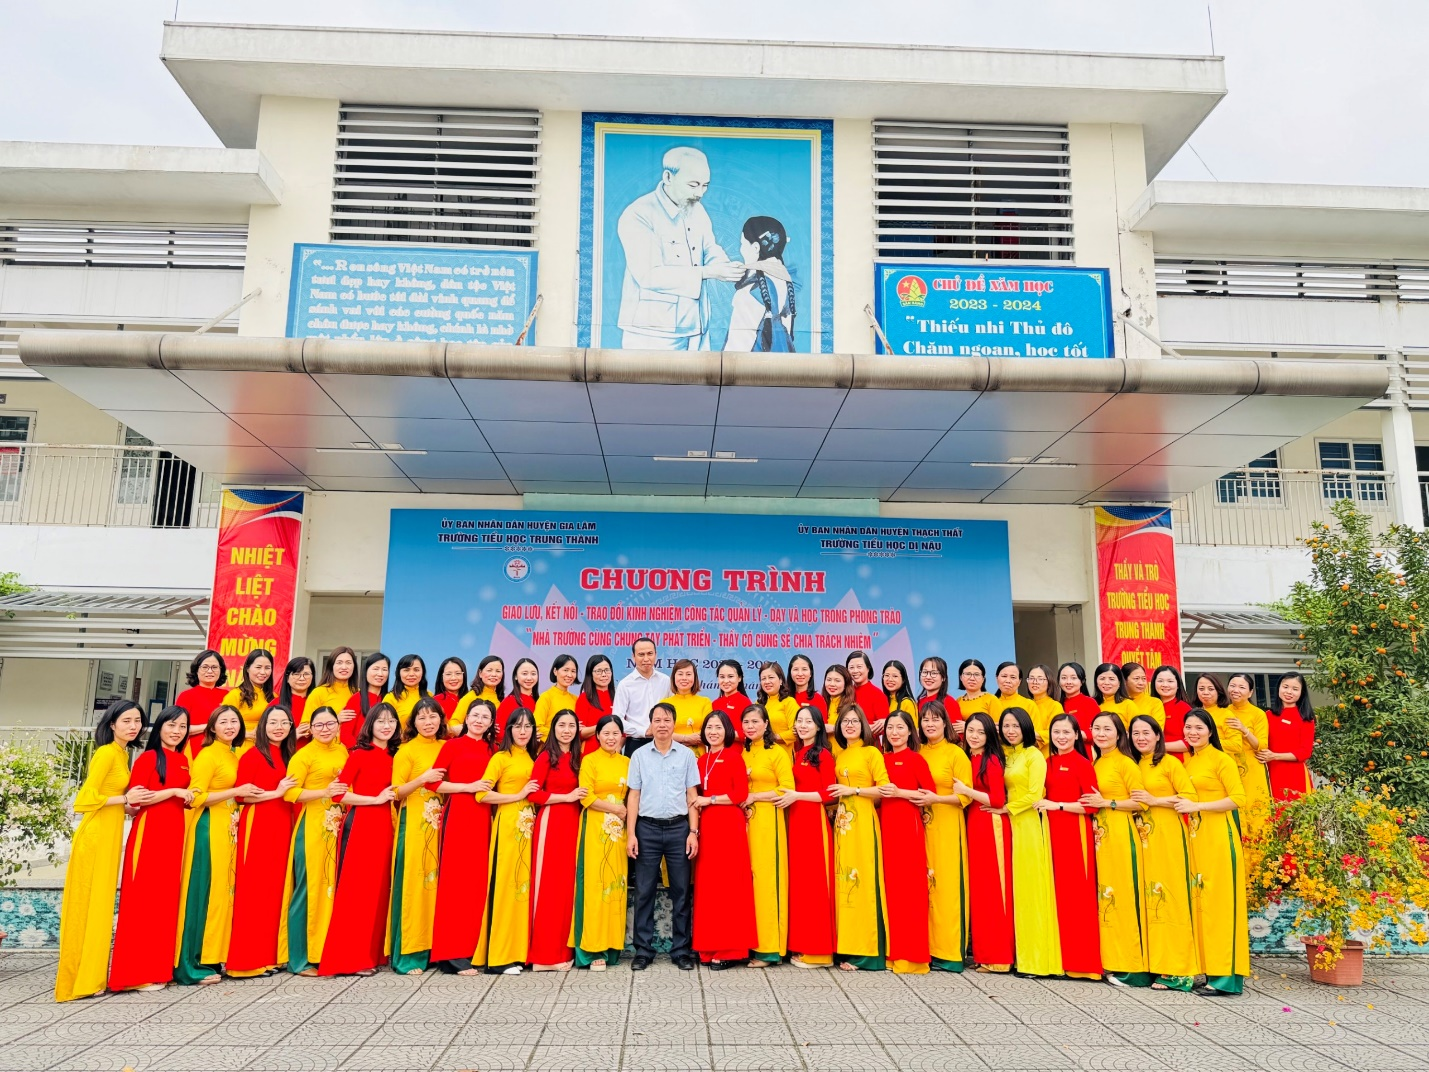 "...Non sông Việt Nam có trở nên
tươi đẹp hay không, dân tộc Việt
Nam có bước tới đài vinh quang để
sánh vai với các cường quốc năm
châu được hay không, chính là nhờ
CHỦ ĐỀ NĂM HỌC
2023 - 2024
"Thiếu nhi Thủ đô
Chăm ngoan, học tốt
ỦY BAN NHÂN DÂN HUYỆN GIA LÂM
TRƯỜNG TIỂU HỌC TRUNG THÀNH
ỦY BAN NHÂN DÂN HUYỆN THẠCH THẤT
TRƯỜNG TIỂU HỌC DỊ NẬU
CHƯƠNG TRÌNH
GIAO LƯU, KẾT NỐI - TRAO ĐỔI KINH NGHIỆM CÔNG TÁC QUẢN LÝ - DẠY VÀ HỌC TRONG PHONG TRÀO
"NHÀ TRƯỜNG CÙNG CHUNG TAY PHÁT TRIỂN - THẦY CÔ CÙNG SẺ CHIA TRÁCH NHIỆM"
NĂM HỌC
NHIỆT
LIỆT
CHÀO
MỪNG
THẦY VÀ TRÒ
TRƯỜNG TIỂU HỌC
TRUNG THÀNH
QUYẾT TÂM